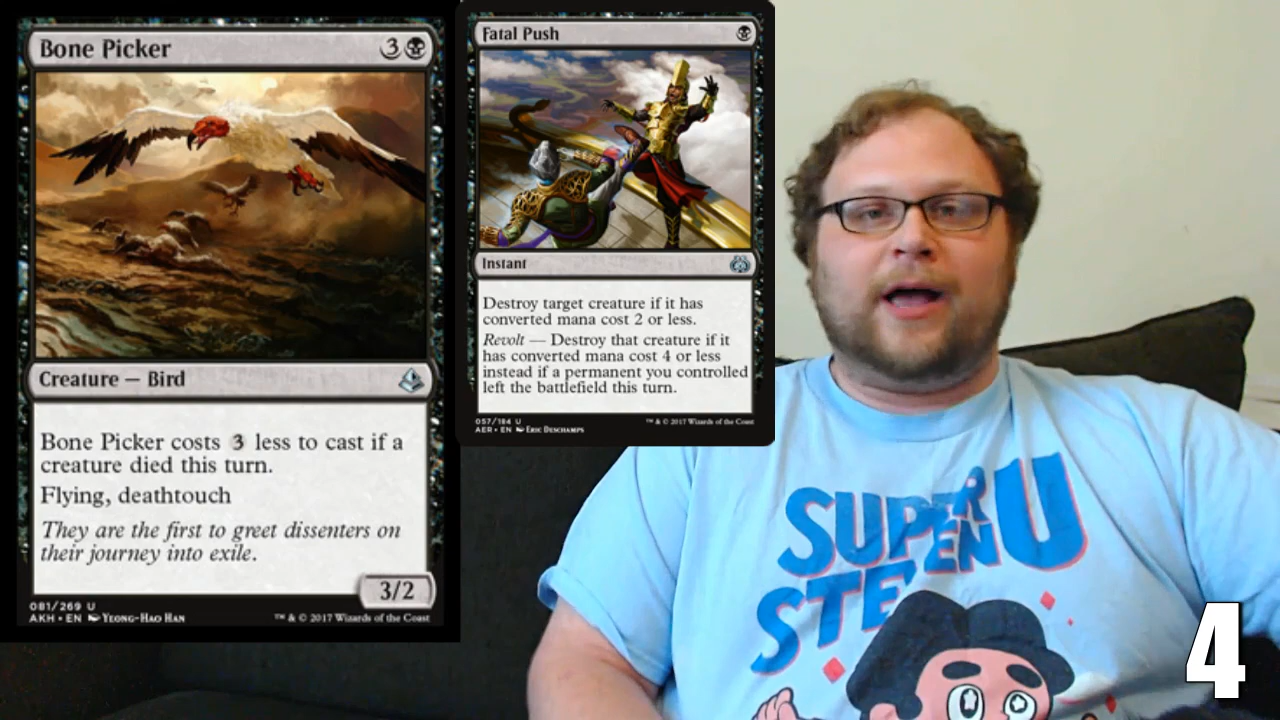 Bone Picker 3
Creature — Bird
Bone Picker costs 3 less to cast if a
creature died this turn.
Flying, deathtouch
They are the first to greet dissenters on
their journey into exile.
3/2
081/269 U
AKH • EN Yeong-Hao Han
™ & © 2017 Wizards of the Coast
Fatal Push
Instant
Destroy target creature if it has
converted mana cost 2 or less.
Revolt — Destroy that creature if it
has converted mana cost 4 or less
instead if a permanent you controlled
left the battlefield this turn.
057/184 U
AER • EN Eric Deschamps
™ & © 2017 Wizards of the Coast
SUPER
STEVEN
U
4